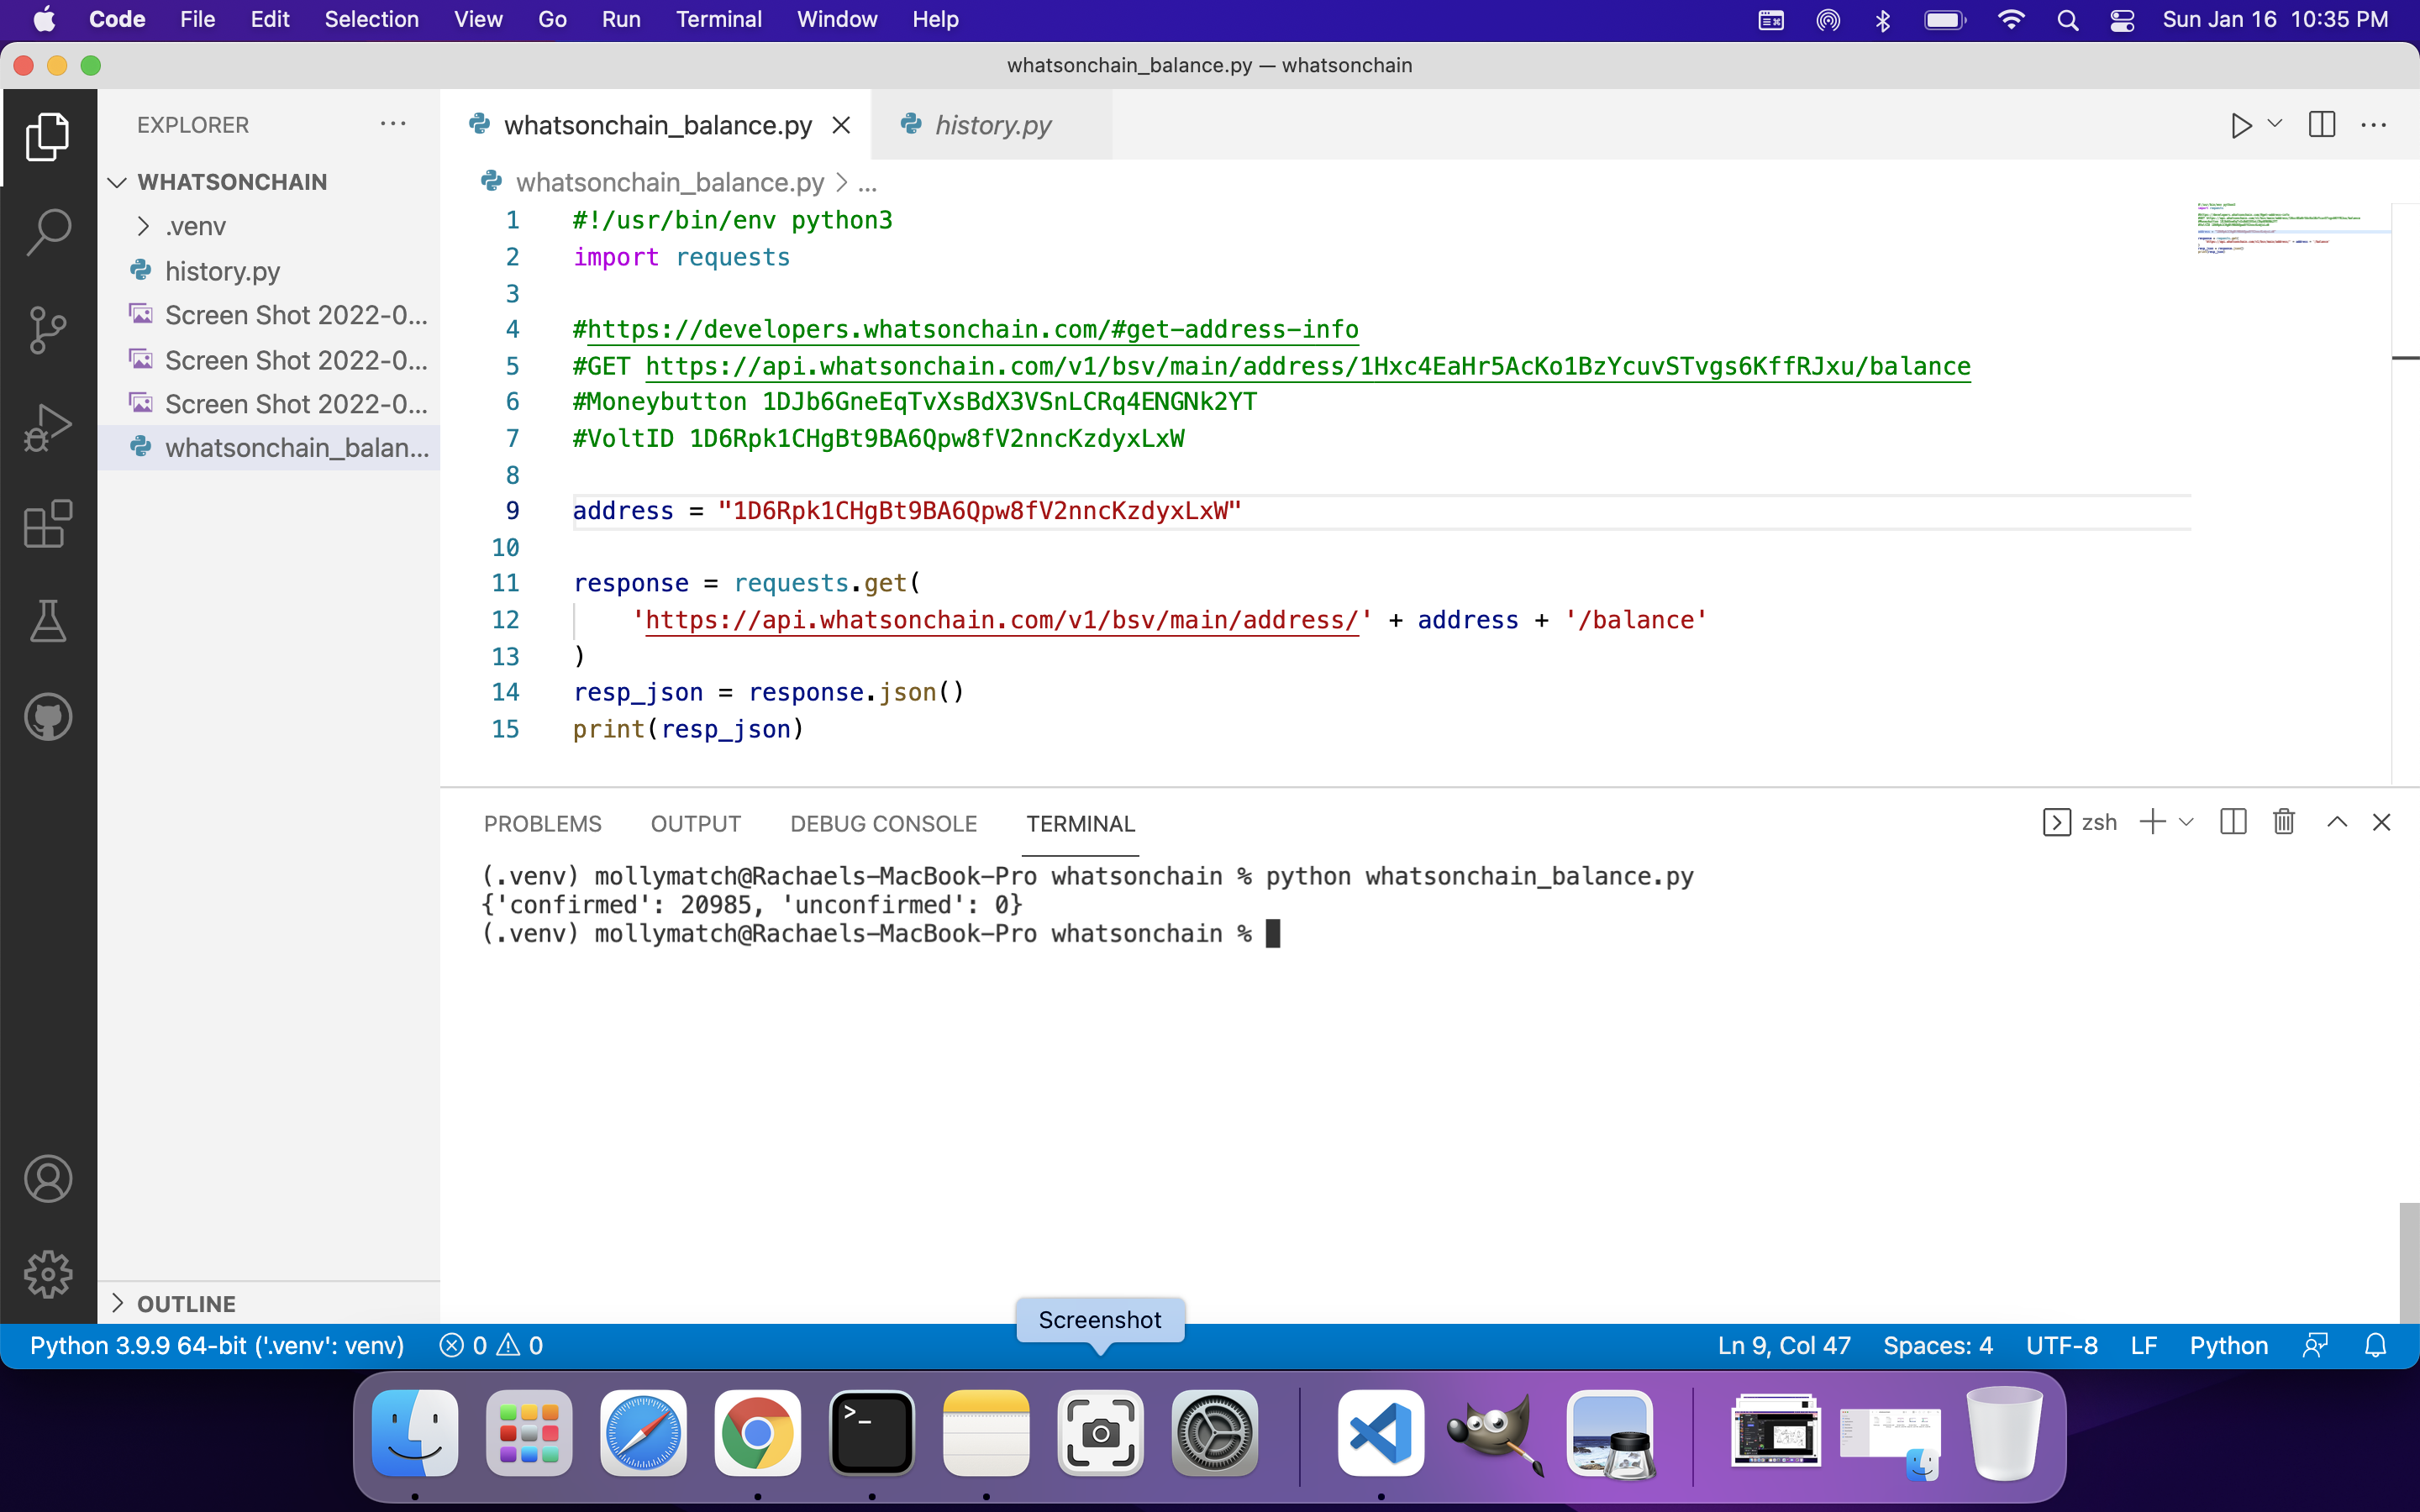 Code File Edit Selection View Go Run Terminal Window Help Sun Jan 16 10:35 PM
whatsonchain_balance.py — whatsonchain
EXPLORER
WHATSONCHAIN
.venv
history.py
Screen Shot 2022-0...
Screen Shot 2022-0...
Screen Shot 2022-0...
whatsonchain_balan...
OUTLINE
whatsonchain_balance.py history.py
whatsonchain_balance.py > ...
1 #!/usr/bin/env python3
2 import requests
3
4 #https://developers.whatsonchain.com/#get-address-info
5 #GET https://api.whatsonchain.com/v1/bsv/main/address/1Hxc4EaHr5AcKo1BzYcuvSTvgs6KffRJxu/balance
6 #Moneybutton 1DJb6GneEqTvXsBdX3VSnLCRq4ENGNk2YT
7 #VoltID 1D6Rpk1CHgBt9BA6Qpw8fV2nncKzdyxLxW
8
9 address = "1D6Rpk1CHgBt9BA6Qpw8fV2nncKzdyxLxW"
10
11 response = requests.get(
12 'https://api.whatsonchain.com/v1/bsv/main/address/' + address + '/balance'
13 )
14 resp_json = response.json()
15 print(resp_json)
PROBLEMS OUTPUT DEBUG CONSOLE TERMINAL zsh
(.venv) mollymatch@Rachaels-MacBook-Pro whatsonchain % python whatsonchain_balance.py
{'confirmed': 20985, 'unconfirmed': 0}
(.venv) mollymatch@Rachaels-MacBook-Pro whatsonchain %
Screenshot
Python 3.9.9 64-bit ('.venv': venv) 0 0 Ln 9, Col 47 Spaces: 4 UTF-8 LF Python